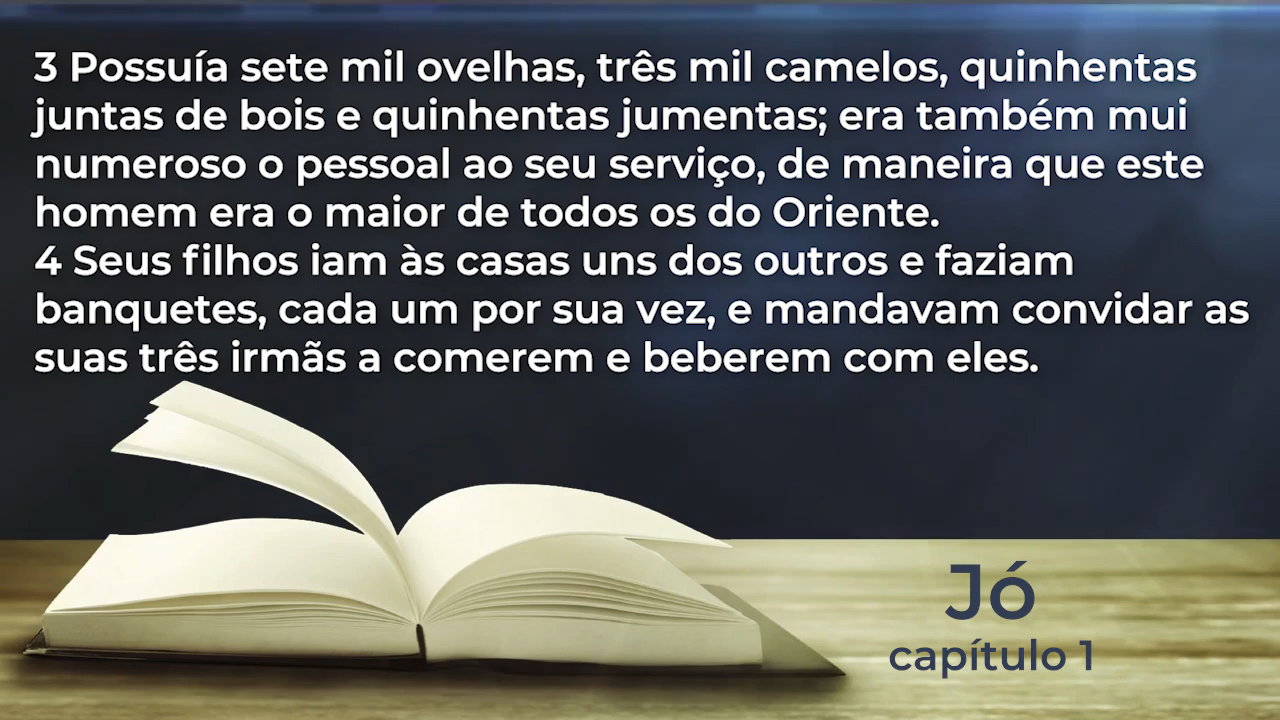 3 Possuía sete mil ovelhas, três mil camelos, quinhentas
juntas de bois e quinhentas jumentas; era também mui
numeroso o pessoal ao seu serviço, de maneira que este
homem era o maior de todos os do Oriente.
4 Seus filhos iam às casas uns dos outros e faziam
banquetes, cada um por sua vez, e mandavam convidar as
suas três irmãs a comerem e beberem com eles.
Jó
capítulo 1